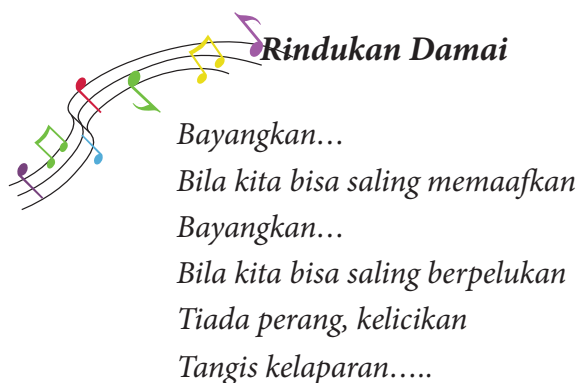 Rindukan Damai
Bayangkan…
Bila kita bisa saling memaafkan
Bayangkan…
Bila kita bisa saling berpelukan
Tiada perang, kelicikan
Tangis kelaparan…..